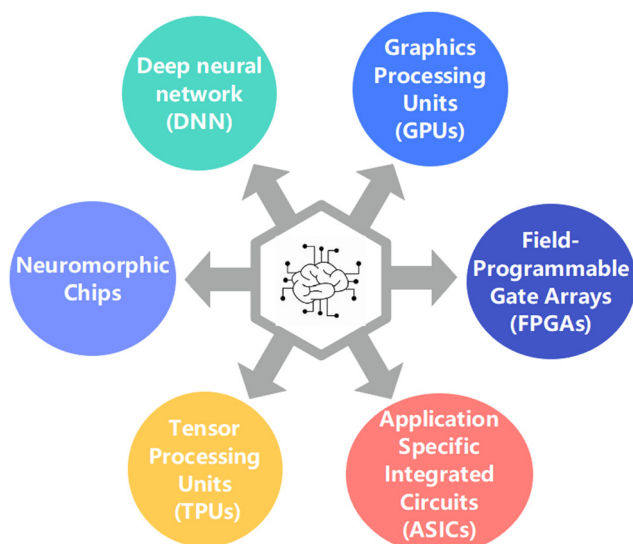 Deep neural
network
(DNN)
Graphics
Processing
Units
(GPUs)
Neuromorphic
Chips
Field-
Programmable
Gate Arrays
(FPGAs)
Tensor
Processing
Units
(TPUs)
Application
Specific
Integrated
Circuits
(ASICs)